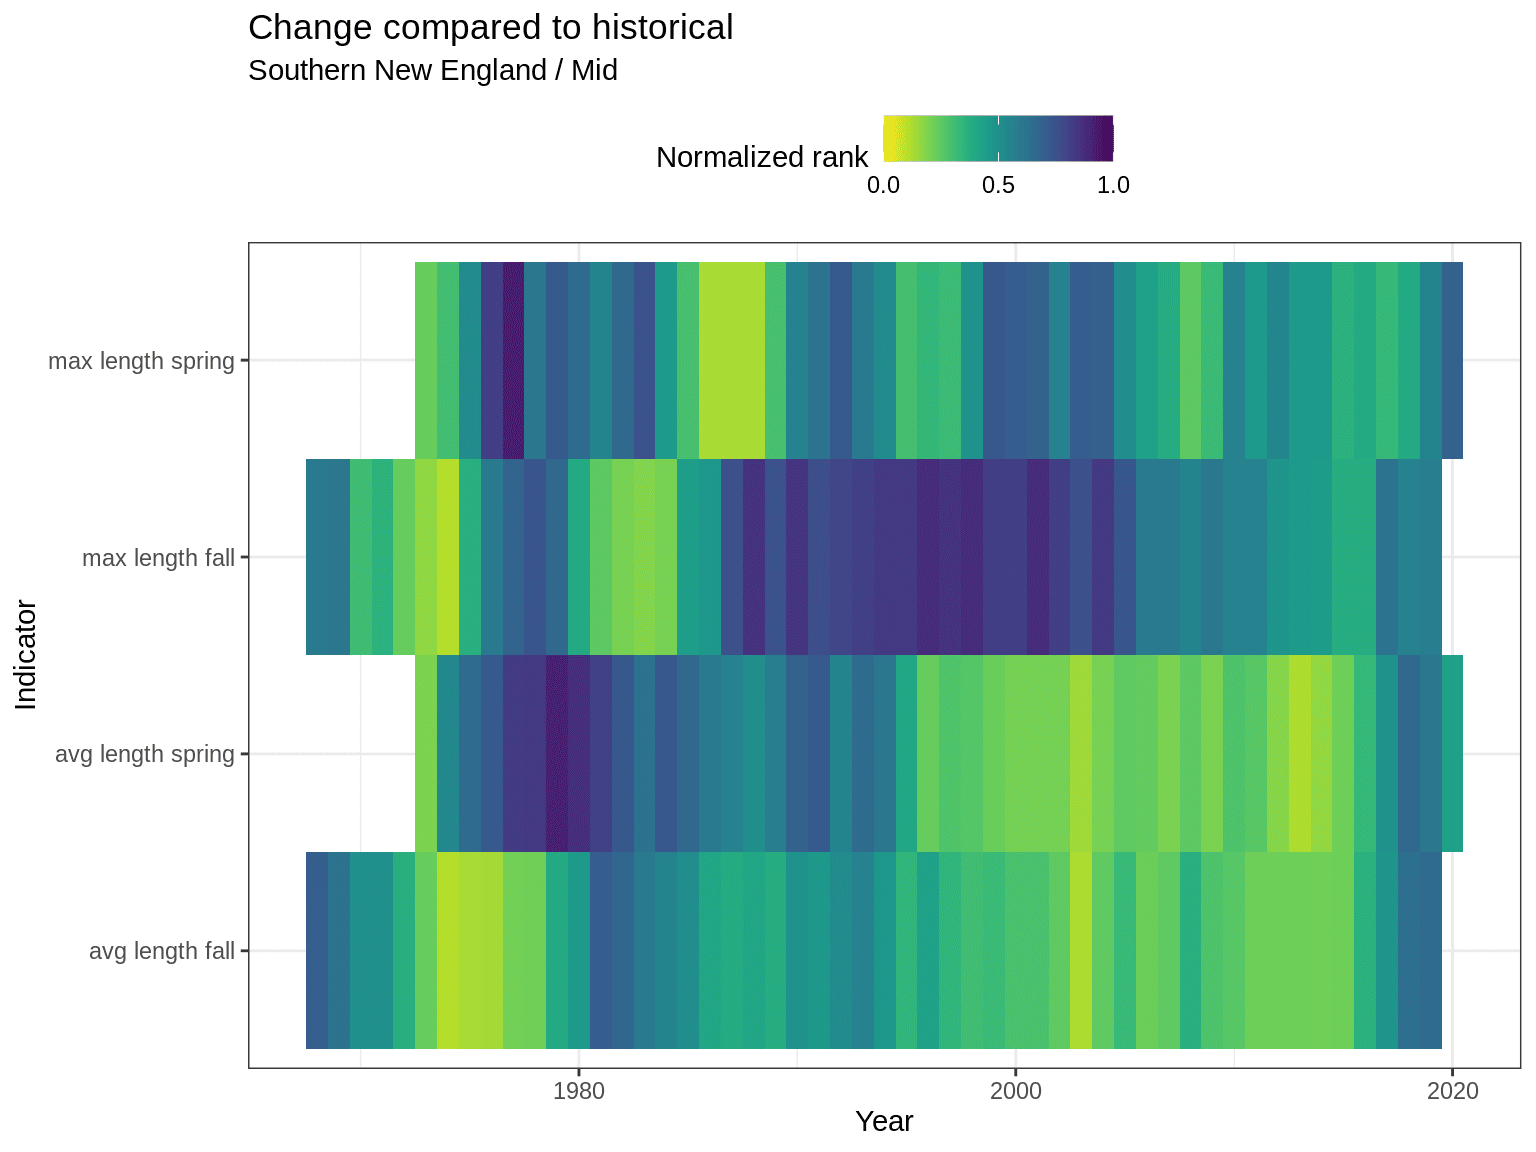 Change compared to historical
Southern New England / Mid
Normalized rank
0.0 0.5 1.0
max length spring
max length fall
avg length spring
avg length fall
Indicator
1980 2000 2020
Year